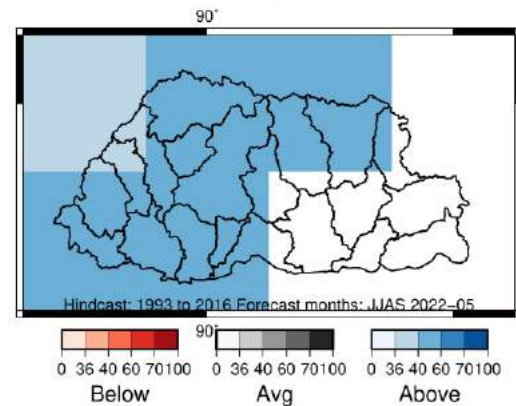 90°
Hindcast: 1993 to 2016 Forecast months: JJAS 2022-05
90°
0 36 40 60 70 100 0 36 40 60 70 100 0 36 40 60 70 100
Below Avg Above